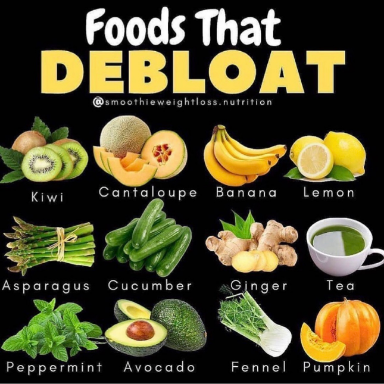 Foods That
DEBLOAT
@smoothieweightloss.nutrition
Kiwi Cantaloupe Banana Lemon
Asparagus Cucumber Ginger Tea
Peppermint Avocado Fennel Pumpkin